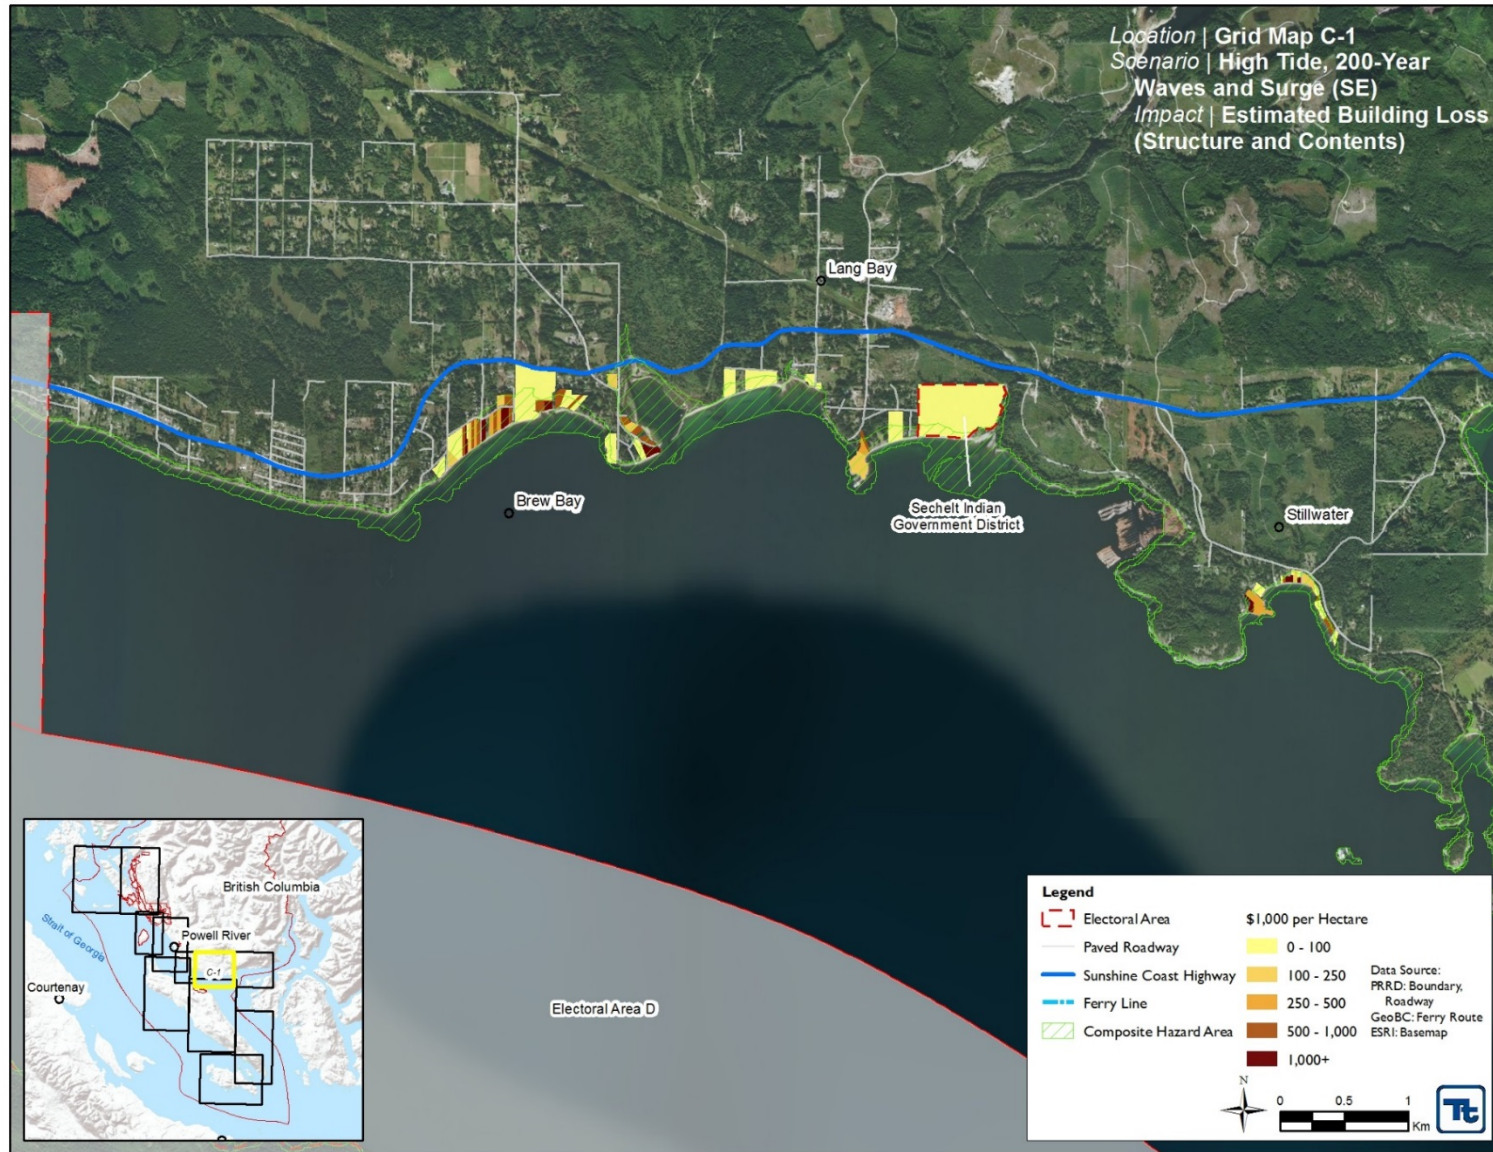 Location | Grid Map C-1
Scenario | High Tide, 200-Year
Waves and Surge (SE)
Impact | Estimated Building Loss
(Structure and Contents)
Lang Bay
Brew Bay
Sechelt Indian
Government District
Stillwater
Electoral Area D
British Columbia
Strait of Georgia
Powell River
C-1
Courtenay
Legend
Electoral Area
Paved Roadway
Sunshine Coast Highway
Ferry Line
Composite Hazard Area
$1,000 per Hectare
0 - 100
100 - 250
250 - 500
500 - 1,000
1,000+
Data Source:
PRRD: Boundary,
Roadway
GeoBC: Ferry Route
ESRI: Basemap
N
0 0.5 1
Km
Tt